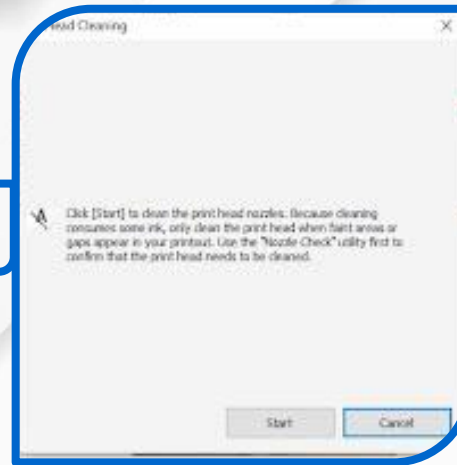 ead Cleaning
Click [Start] to clean the print head nozzles. Because cleaning
consumes some ink, only clean the print head when faint areas or
gaps appear in your printout. Use the "Nozzle Check" utility first to
confirm that the print head needs to be cleaned.
Start Cancel